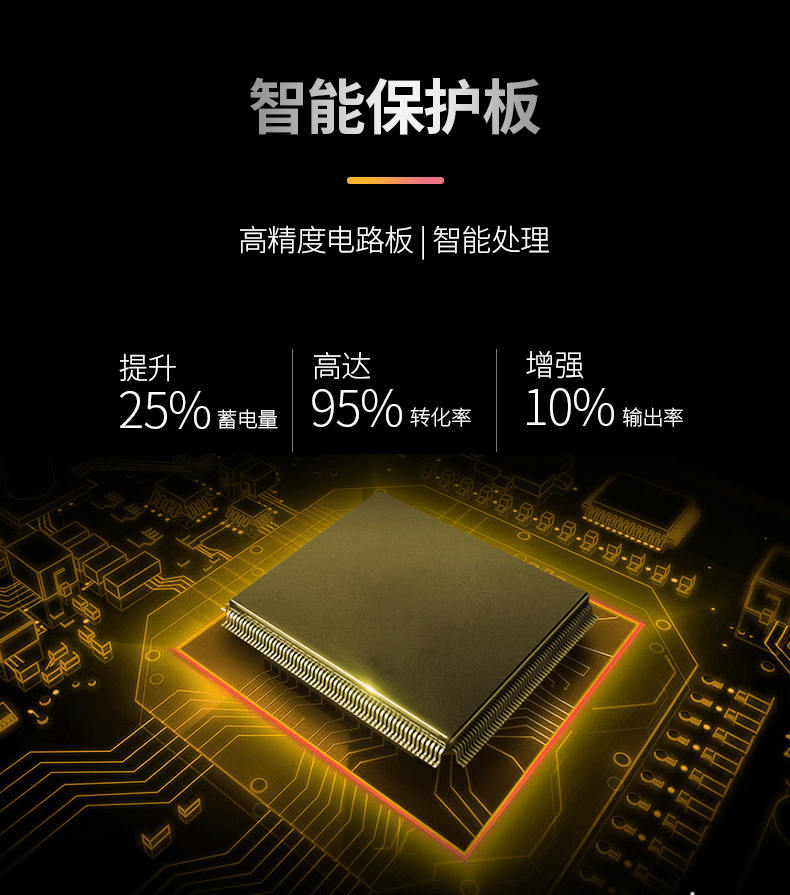 智能保护板
高精度电路板 | 智能处理
提升
25% 蓄电量
高达
95% 转化率
增强
10% 输出率